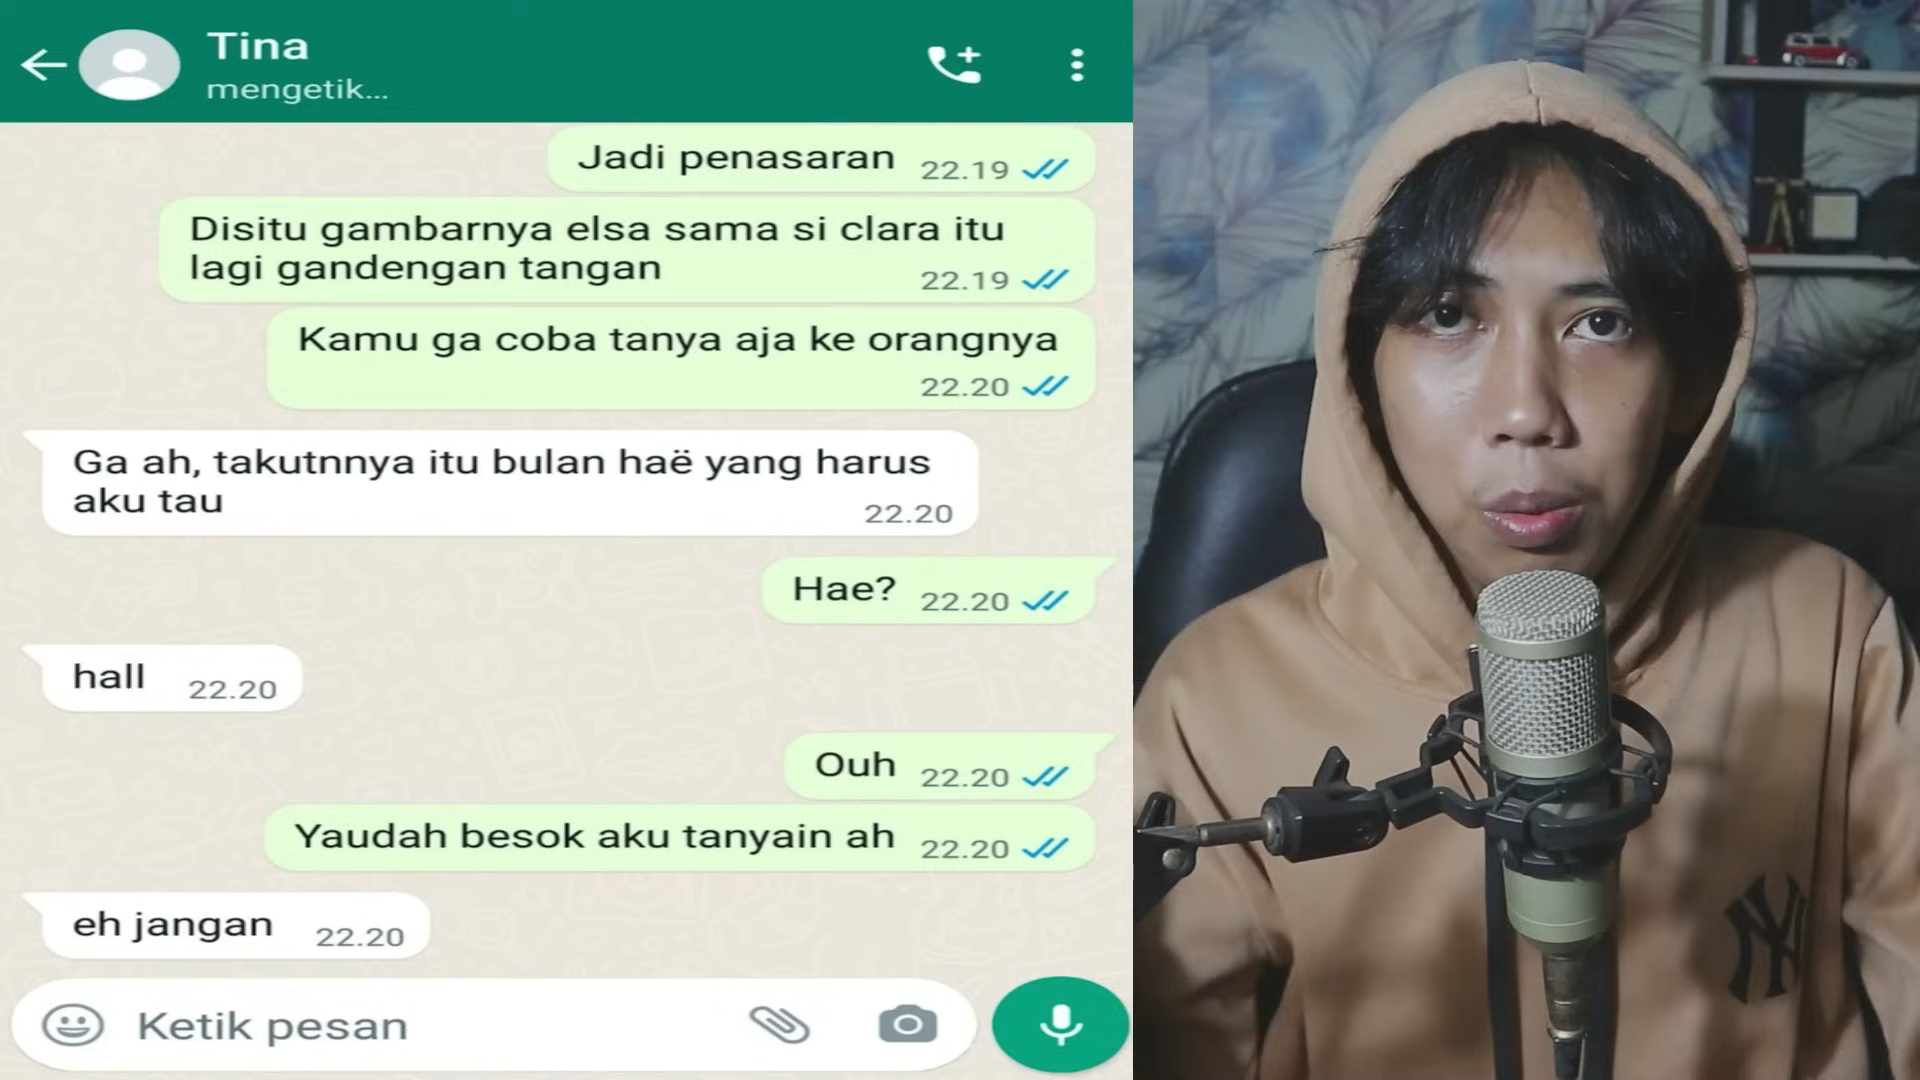 Tina
mengetik...
Jadi penasaran 22.19
Disitu gambarnya elsa sama si clara itu
lagi gandengan tangan 22.19
Kamu ga coba tanya aja ke orangnya
22.20
Ga ah, takutnnya itu bulan haë yang harus
aku tau 22.20
Hae? 22.20
hall 22.20
Ouh 22.20
Yaudah besok aku tanyain ah 22.20
eh jangan 22.20
Ketik pesan
NY